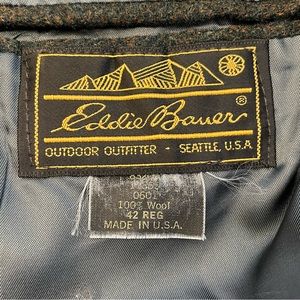 Eddie Bauer ®
OUTDOOR OUTFITTER - SEATTLE, U.S.A
100% Wool
42 REG
MADE IN U.S.A.